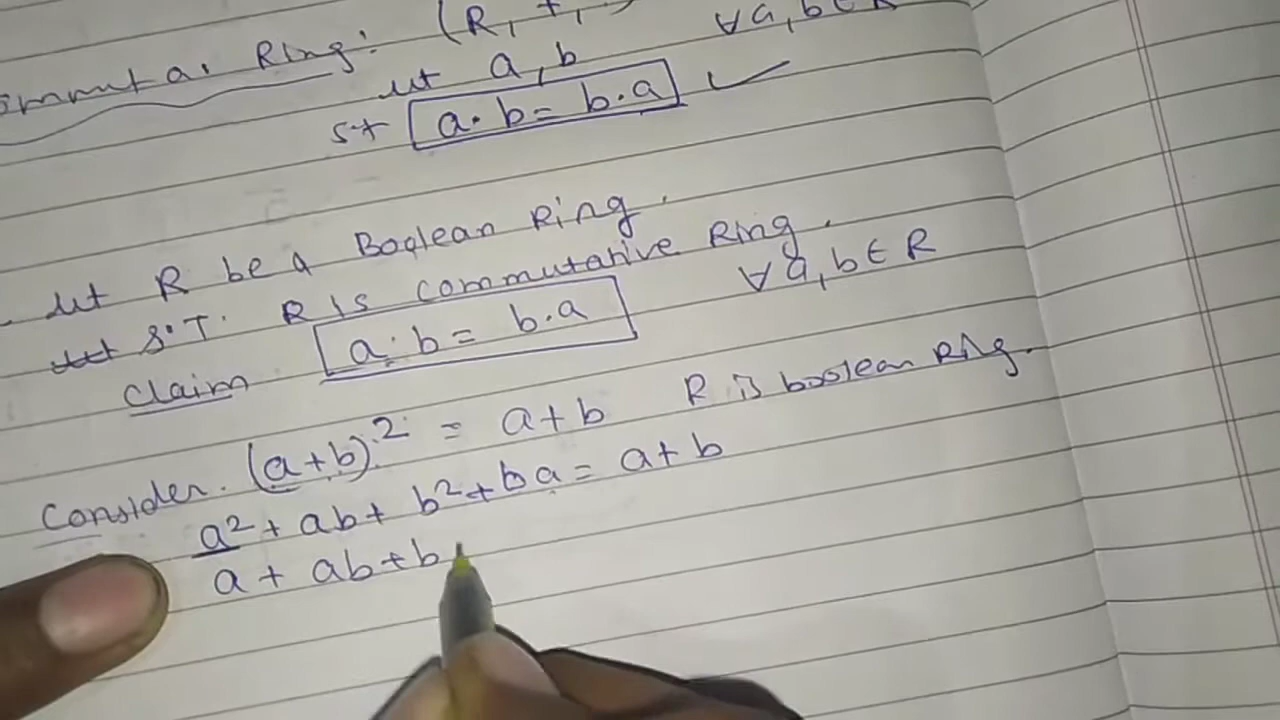 Ring: (R, +, ∀a, b ∈ R
let a, b
S.t a. b = b.a ✓
let R be a Boolean Ring.
S.T. R is commutative Ring.
Claim a.b = b.a ∀ a, b ∈ R
Consider. (a+b)² = a+b R is boolean Ring.
a² + ab + b² + ba = a+b
a + ab + b